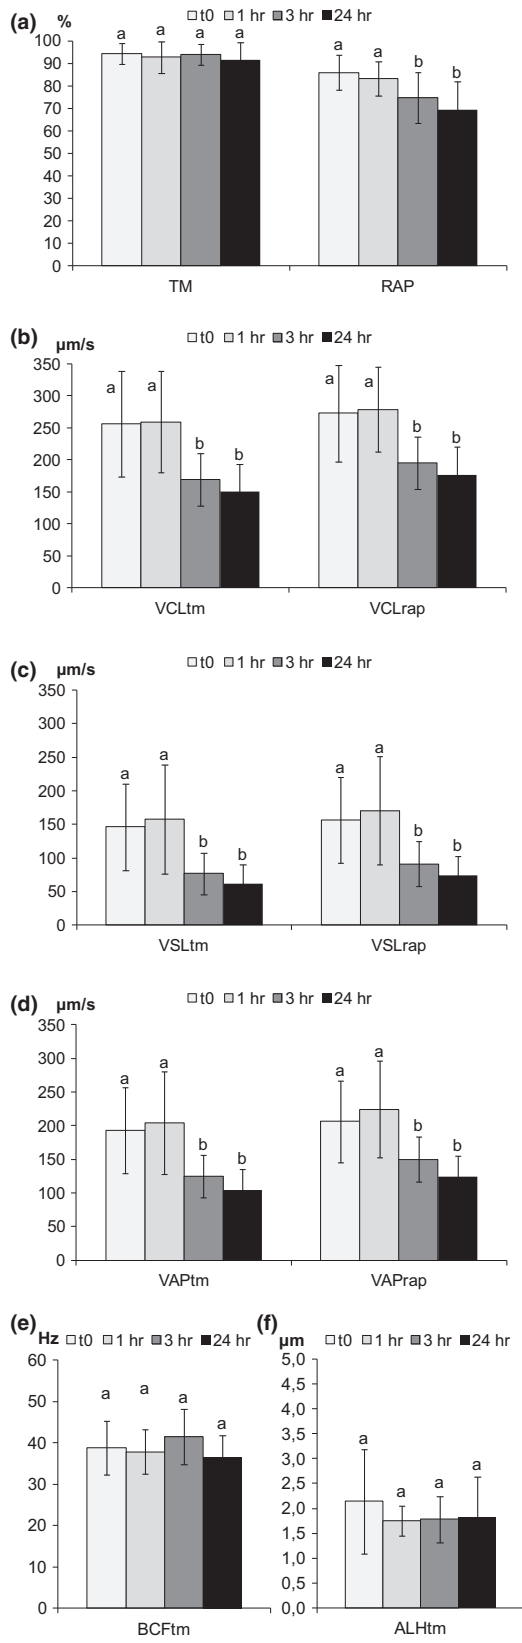 (a) % □ t0 □ 1 hr ■ 3 hr ■ 24 hr
100
90
80
70
60
50
40
30
20
10
0
a a a a a a b b
TM RAP
(b) µm/s □ t0 □ 1 hr ■ 3 hr ■ 24 hr
350
300
250
200
150
100
50
0
a a b b a a b b
VCLtm VCLrap
(c) µm/s □ t0 □ 1 hr ■ 3 hr ■ 24 hr
350
300
250
200
150
100
50
0
a a b b a a b b
VSLtm VSLrap
(d) µm/s □ t0 □ 1 hr ■ 3 hr ■ 24 hr
350
300
250
200
150
100
50
0
a a b b a a b b
VAPtm VAPrap
(e) Hz □ t0 □ 1 hr ■ 3 hr ■ 24 hr
60
50
40
30
20
10
0
a a a a
BCFtm
(f) µm □ t0 □ 1 hr ■ 3 hr ■ 24 hr
5,0
4,5
4,0
3,5
3,0
2,5
2,0
1,5
1,0
0,5
0,0
a a a a
ALHtm